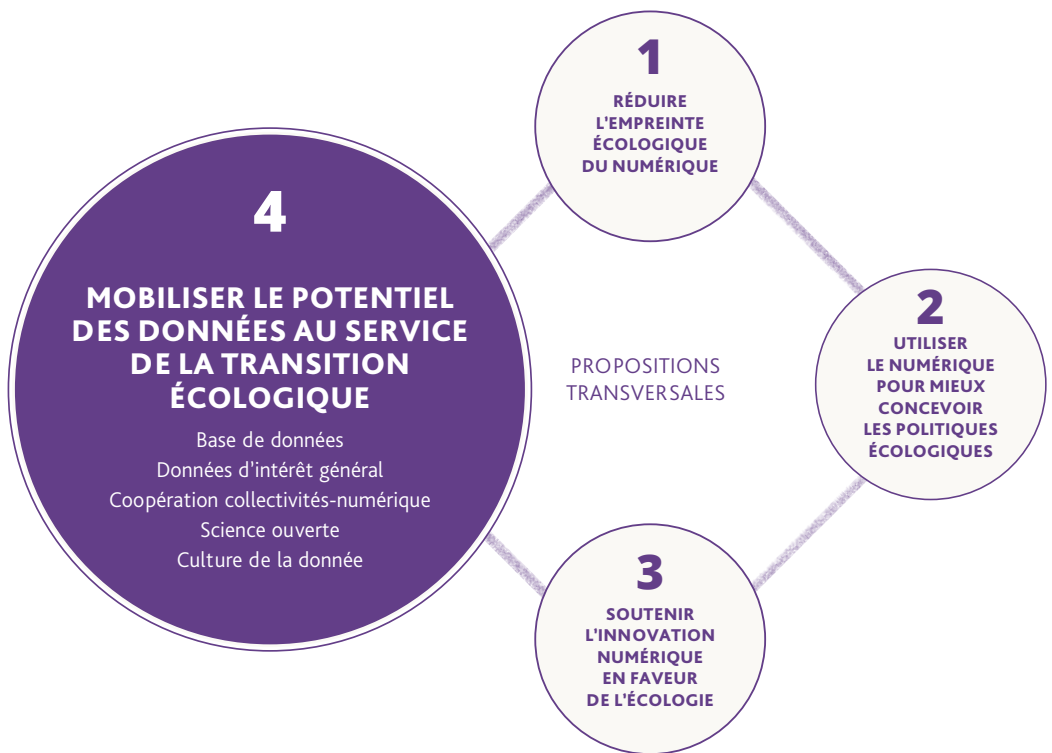 1
RÉDUIRE
L'EMPREINTE
ÉCOLOGIQUE
DU NUMÉRIQUE
2
UTILISER
LE NUMÉRIQUE
POUR MIEUX
CONCEVOIR
LES POLITIQUES
ÉCOLOGIQUES
3
SOUTENIR
L'INNOVATION
NUMÉRIQUE
EN FAVEUR
DE L'ÉCOLOGIE
4
MOBILISER LE POTENTIEL
DES DONNÉES AU SERVICE
DE LA TRANSITION
ÉCOLOGIQUE
Base de données
Données d’intérêt général
Coopération collectivités-numérique
Science ouverte
Culture de la donnée
PROPOSITIONS
TRANSVERSALES